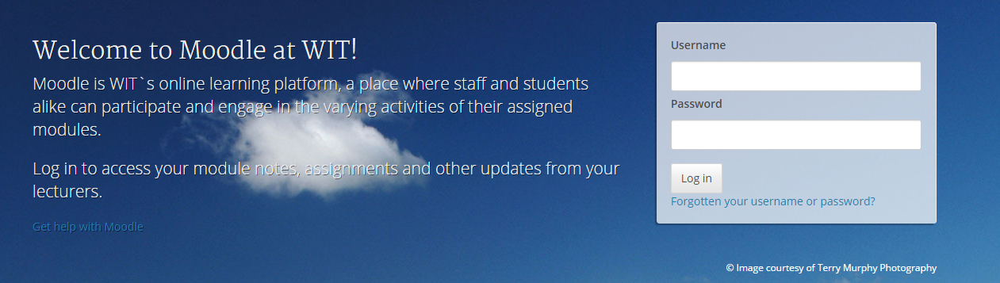 Welcome to Moodle at WIT!
Moodle is WIT`s online learning platform, a place where staff and students
alike can participate and engage in the varying activities of their assigned
modules.
Log in to access your module notes, assignments and other updates from your
lecturers.
Get help with Moodle
Username
Password
Log in
Forgotten your username or password?
© Image courtesy of Terry Murphy Photography